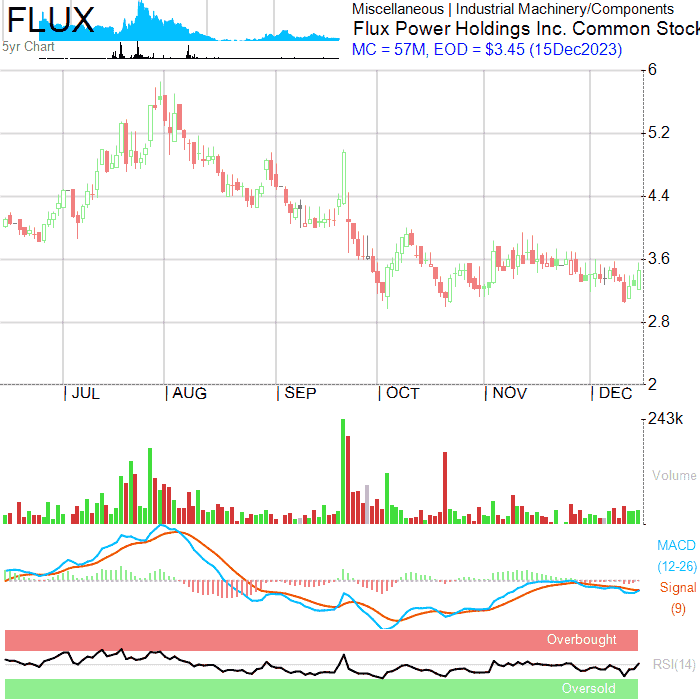 FLUX
5yr Chart
Miscellaneous | Industrial Machinery/Components
Flux Power Holdings Inc. Common Stock
MC = 57M, EOD = $3.45 (15Dec2023)
6
5.2
4.4
3.6
2.8
2
| JUL | AUG | SEP | OCT | NOV | DEC
243k
Volume
MACD
(12-26)
Signal
(9)
Overbought
RSI(14)
Oversold